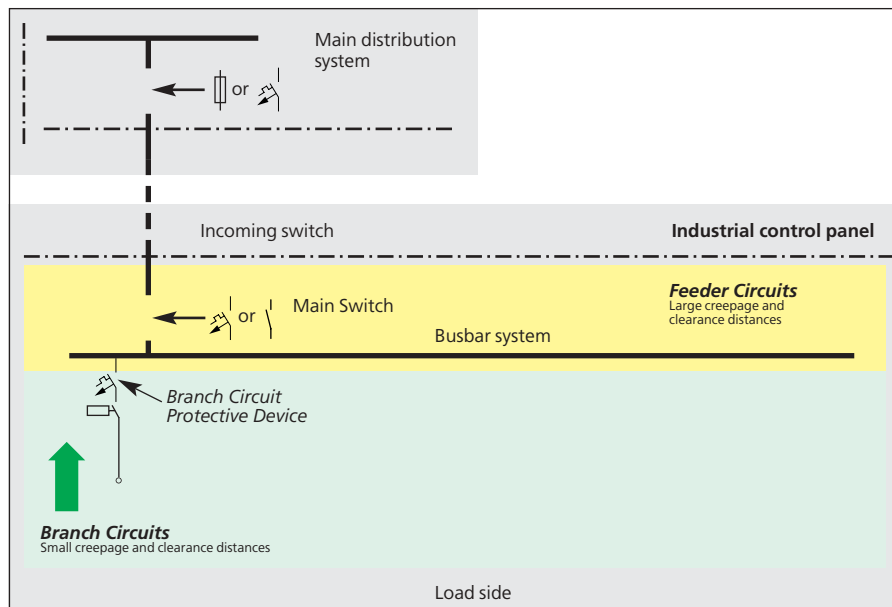 Main distribution
system
or
Incoming switch
Industrial control panel
Feeder Circuits
Large creepage and
clearance distances
or
Main Switch
Busbar system
Branch Circuit
Protective Device
Branch Circuits
Small creepage and clearance distances
Load side